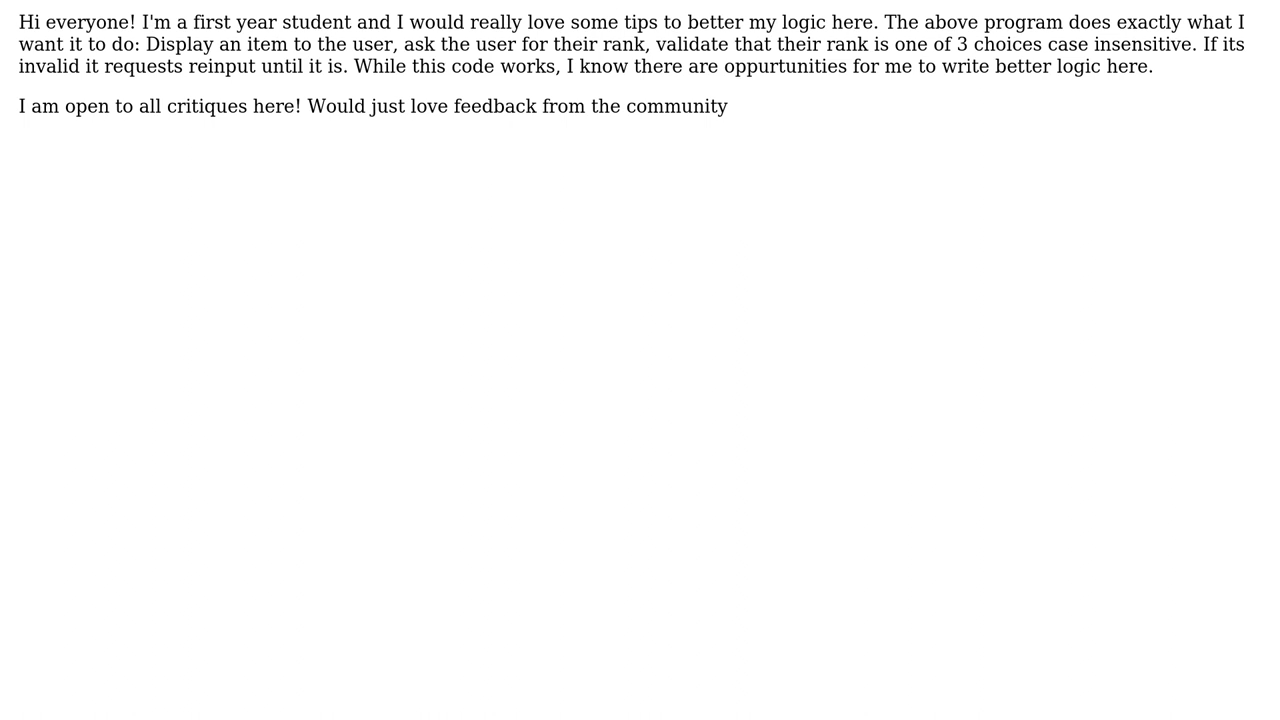 Hi everyone! I'm a first year student and I would really love some tips to better my logic here. The above program does exactly what I
want it to do: Display an item to the user, ask the user for their rank, validate that their rank is one of 3 choices case insensitive. If its
invalid it requests reinput until it is. While this code works, I know there are oppurtunities for me to write better logic here.
I am open to all critiques here! Would just love feedback from the community